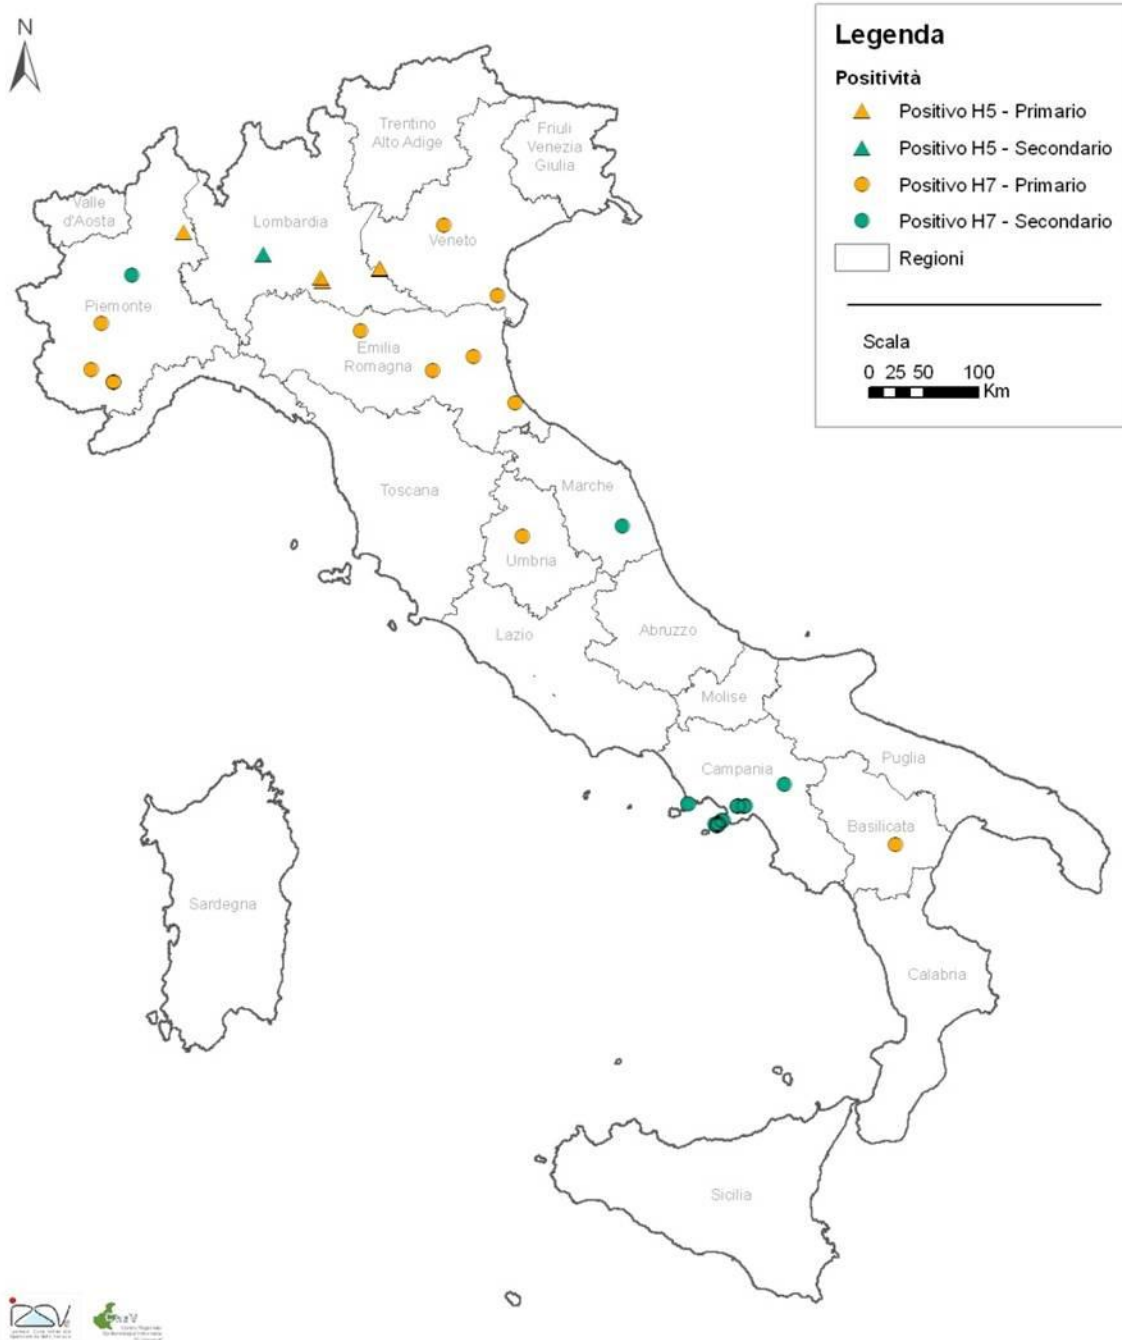 N
Legenda
Positività
Positivo H5 - Primario
Positivo H5 - Secondario
Positivo H7 - Primario
Positivo H7 - Secondario
Regioni
Scala
0 25 50 100
Km
Trentino
Alto Adige
Friuli
Venezia
Giulia
Valle
d'Aosta
Lombardia
Veneto
Piemonte
Emilia
Romagna
Toscana
Marche
Umbria
Lazio
Abruzzo
Molise
Campania
Puglia
Basilicata
Sardegna
Calabria
Sicilia